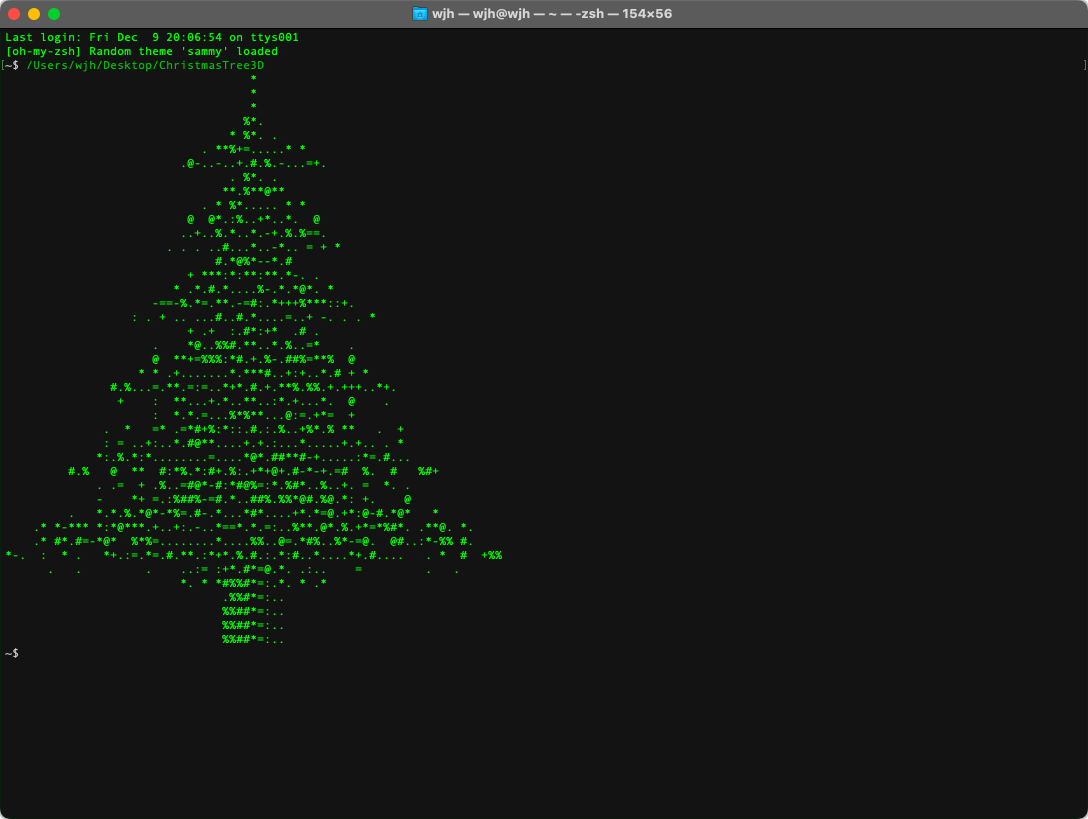 wjh — wjh@wjh — ~ — -zsh — 154×56
Last login: Fri Dec  9 20:06:54 on ttys001
[oh-my-zsh] Random theme 'sammy' loaded
~$ /Users/wjh/Desktop/ChristmasTree3D
~$